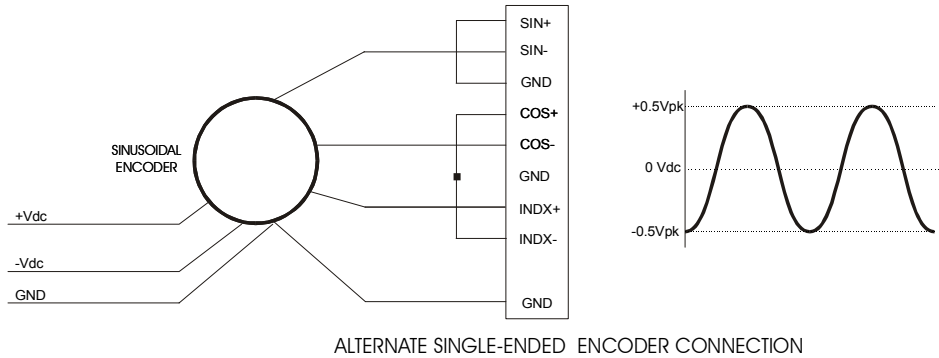 SIN+
SIN-
GND
COS+
COS-
GND
INDX+
INDX-
GND
SINUSOIDAL
ENCODER
+Vdc
-Vdc
GND
+0.5Vpk
0 Vdc
-0.5Vpk
ALTERNATE SINGLE-ENDED ENCODER CONNECTION